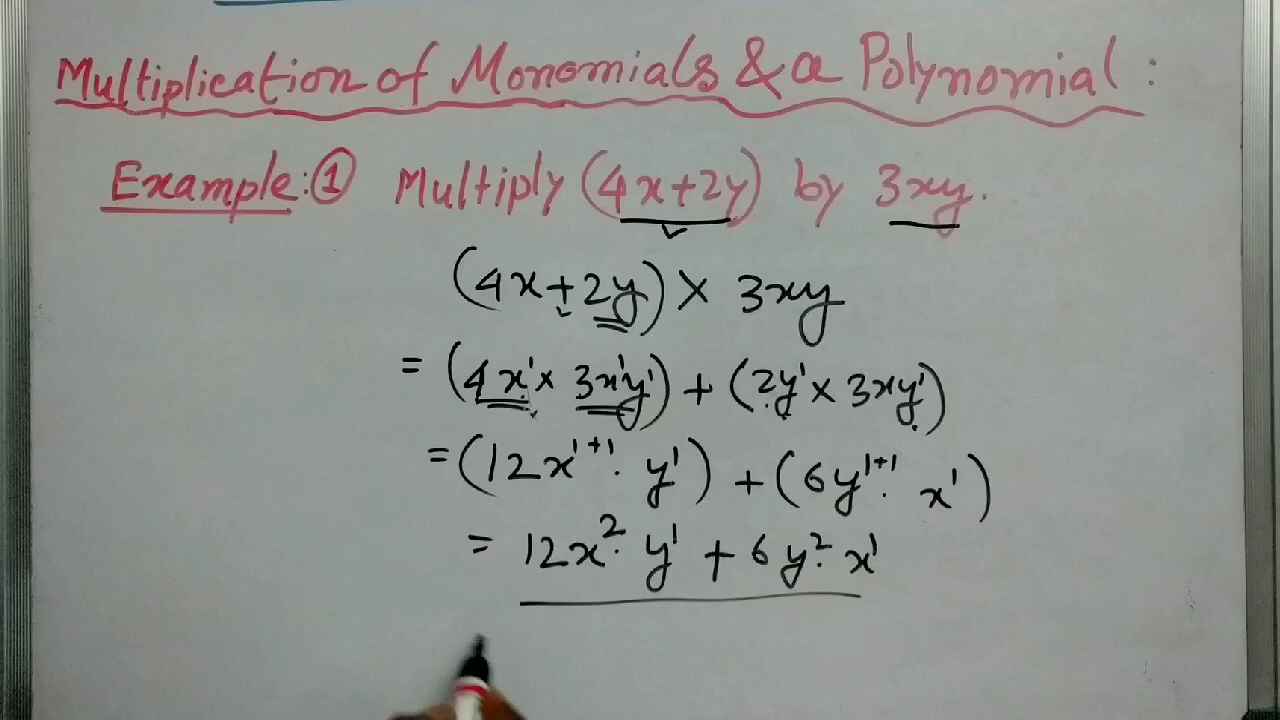 Multiplication of Monomials & a Polynomial :
Example:① Multiply (4x+2y) by 3xy.
(4x+2y) × 3xy
= (4x¹ × 3x¹y¹) + (2y¹ × 3xy¹)
= (12x¹⁺¹· y¹) + (6y¹⁺¹· x¹)
= 12x²· y¹ + 6y²· x¹